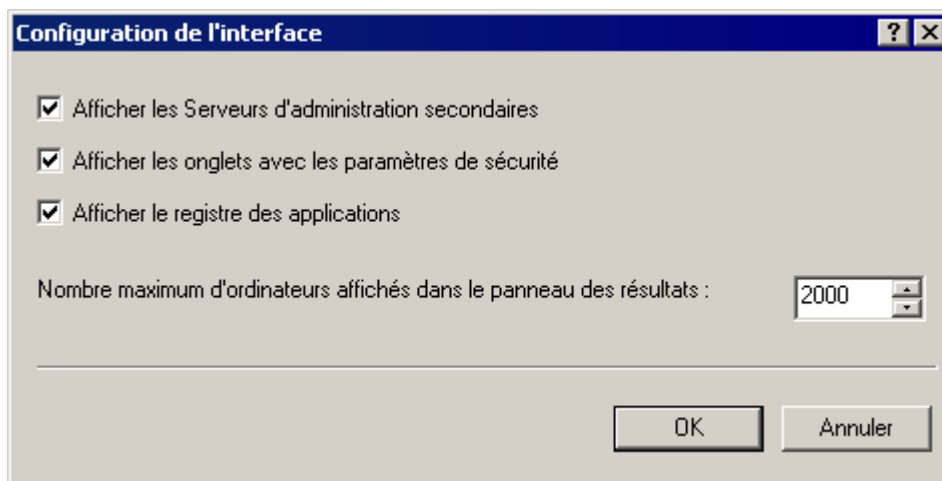 Configuration de l'interface
Afficher les Serveurs d'administration secondaires
Afficher les onglets avec les paramètres de sécurité
Afficher le registre des applications
Nombre maximum d'ordinateurs affichés dans le panneau des résultats : 2000
OK Annuler